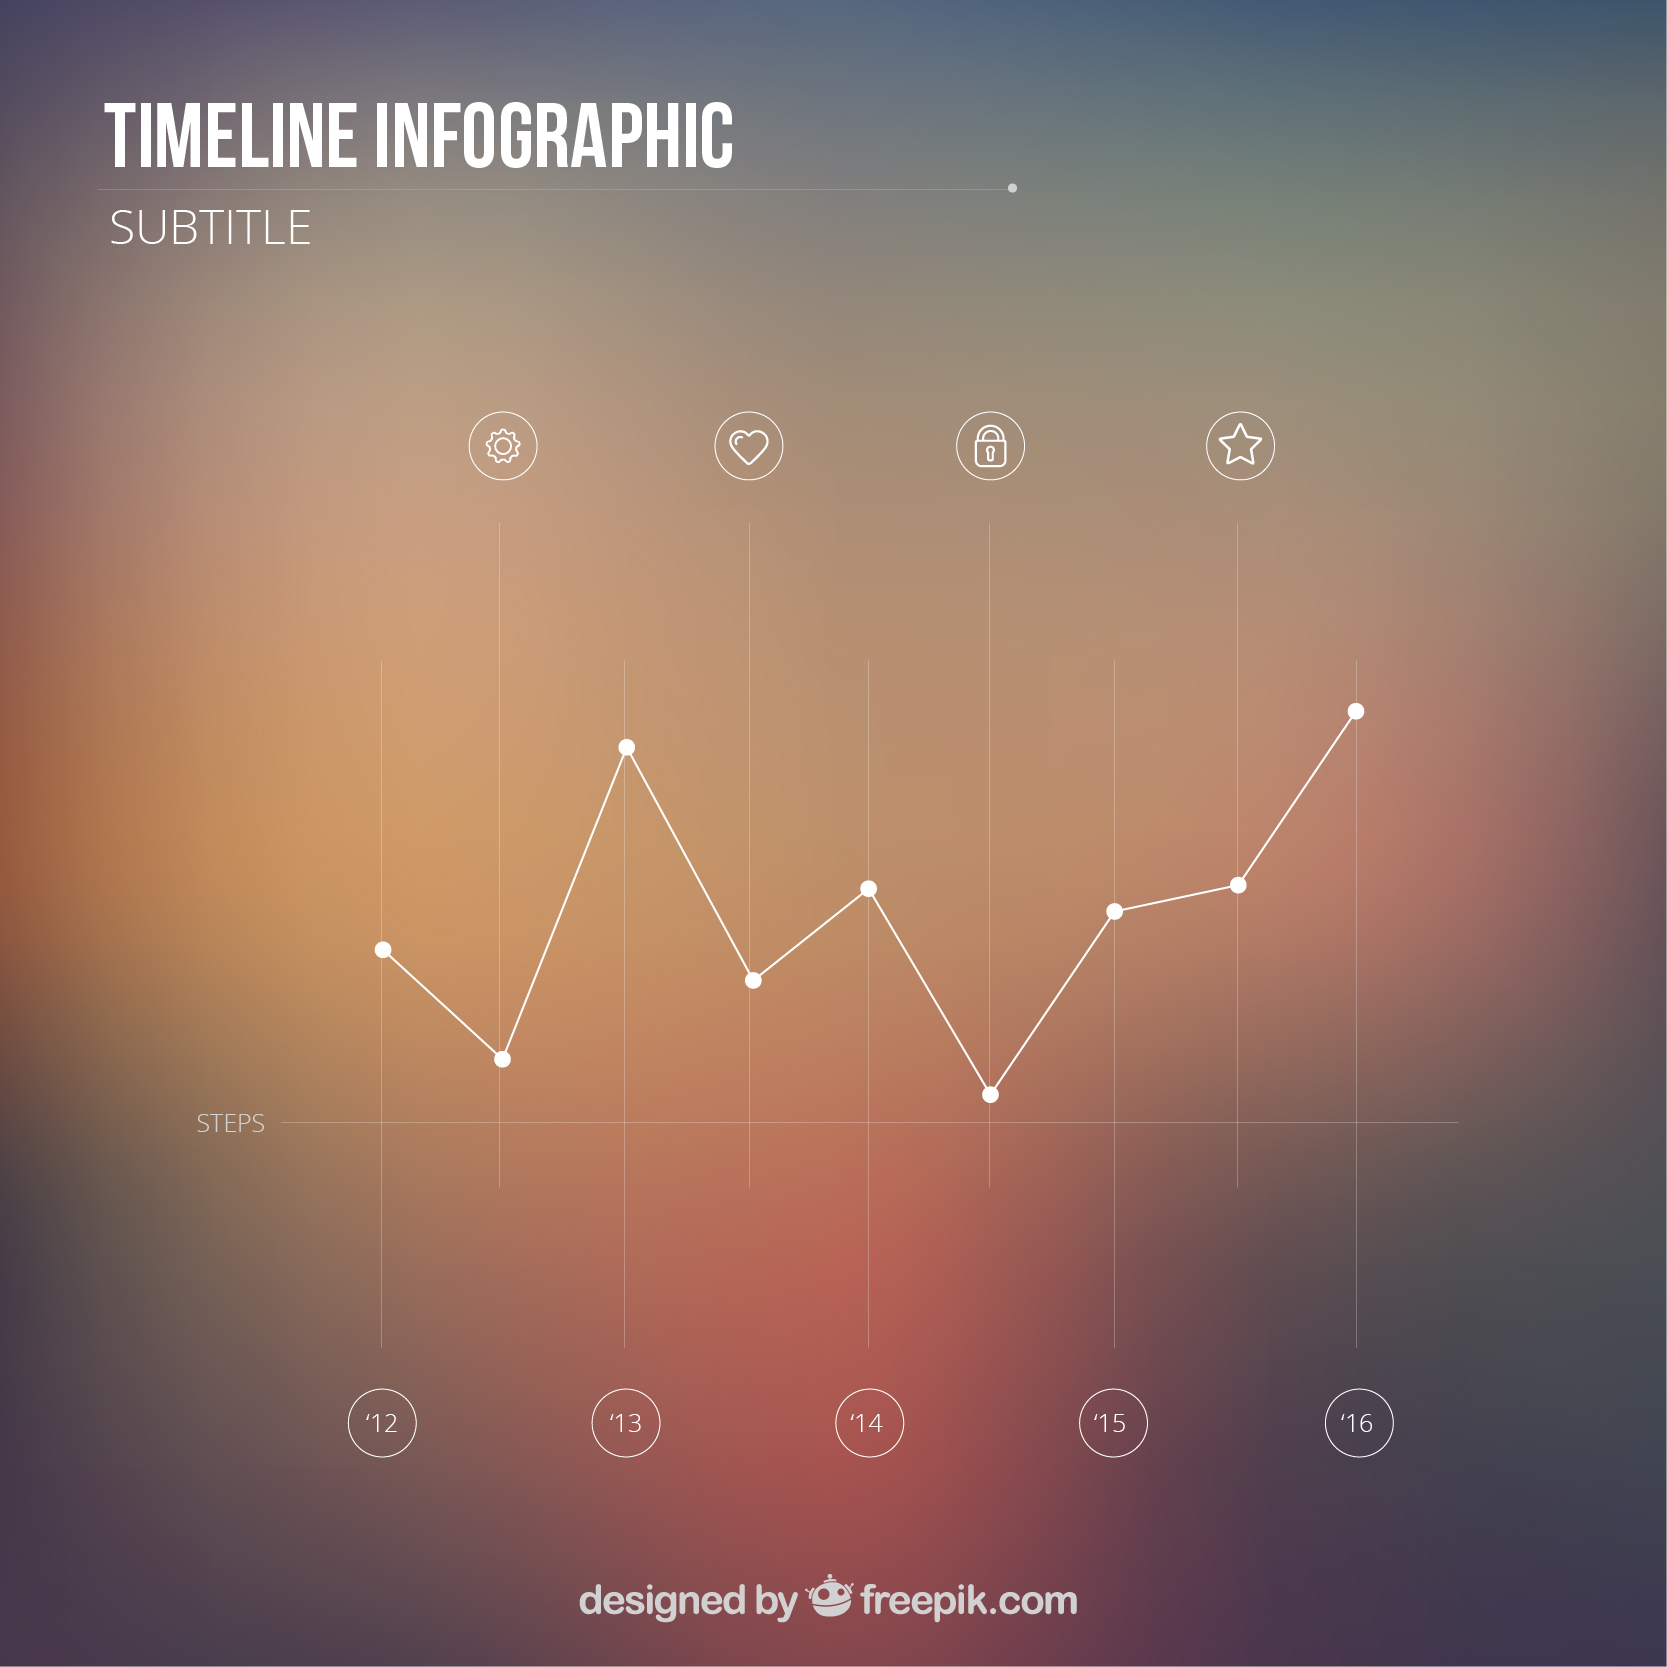 TIMELINE INFOGRAPHIC
SUBTITLE
STEPS
‘12 ‘13 ‘14 ‘15 ‘16
designed by freepik.com